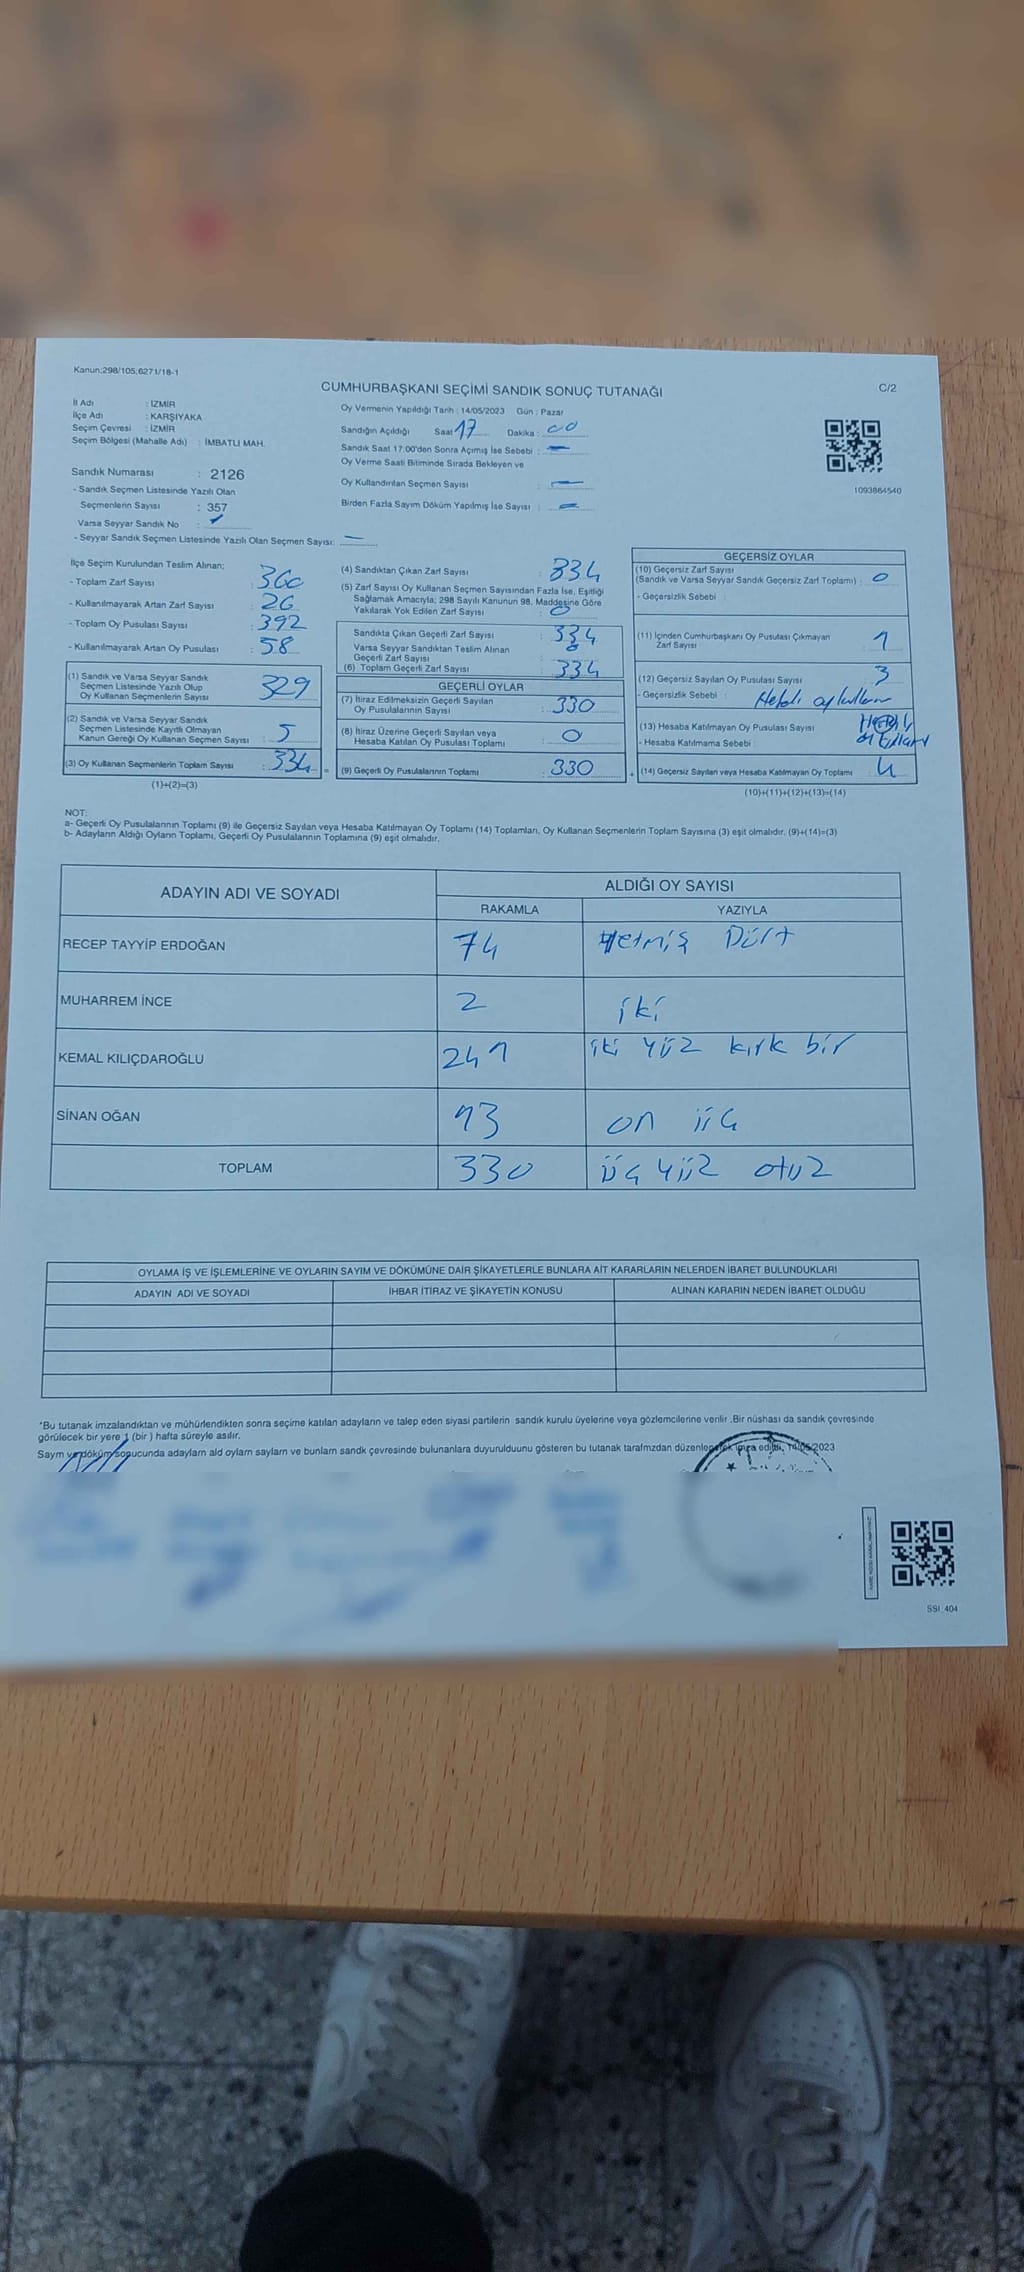 Kanun:298/105;6271/18-1
CUMHURBAŞKANI SEÇİMİ SANDIK SONUÇ TUTANAĞI
C/2
İl Adı : İZMİR
İlçe Adı : KARŞIYAKA
Seçim Çevresi : İZMİR
Seçim Bölgesi (Mahalle Adı) : İMBATLI MAH.
Sandık Numarası : 2126
- Sandık Seçmen Listesinde Yazılı Olan
Seçmenlerin Sayısı : 357
Varsa Seyyar Sandık No :
- Seyyar Sandık Seçmen Listesinde Yazılı Olan Seçmen Sayısı: —
Oy Vermenin Yapıldığı Tarih : 14/05/2023 Gün : Pazar
Sandığın Açıldığı Saat 17 Dakika : 00
Sandık Saat 17:00'den Sonra Açımış İse Sebebi : —
Oy Verme Saati Bitiminde Sırada Bekleyen ve
Oy Kullandırılan Seçmen Sayısı : —
Birden Fazla Sayım Döküm Yapılmış İse Sayısı : —
1093864540
İlçe Seçim Kurulundan Teslim Alınan;
- Toplam Zarf Sayısı : 360
- Kullanılmayarak Artan Zarf Sayısı : 26
- Toplam Oy Pusulası Sayısı : 392
- Kullanılmayarak Artan Oy Pusulası : 58
(1) Sandık ve Varsa Seyyar Sandık
Seçmen Listesinde Yazılı Olup
Oy Kullanan Seçmenlerin Sayısı : 329
(2) Sandık ve Varsa Seyyar Sandık
Seçmen Listesinde Kayıtlı Olmayan
Kanun Gereği Oy Kullanan Seçmen Sayısı : 5
(3) Oy Kullanan Seçmenlerin Toplam Sayısı : 334
(1)+(2)=(3)
(4) Sandıktan Çıkan Zarf Sayısı : 334
(5) Zarf Sayısı Oy Kullanan Seçmen Sayısından Fazla İse, Eşitliği
Sağlamak Amacıyla, 298 Sayılı Kanunun 98. Maddesine Göre
Yakılarak Yok Edilen Zarf Sayısı : 0
Sandıkta Çıkan Geçerli Zarf Sayısı : 334
Varsa Seyyar Sandıktan Teslim Alınan
Geçerli Zarf Sayısı : 0
(6) Toplam Geçerli Zarf Sayısı : 334
GEÇERLİ OYLAR
(7) İtiraz Edilmeksizin Geçerli Sayılan
Oy Pusulalarının Sayısı : 330
(8) İtiraz Üzerine Geçerli Sayılan veya
Hesaba Katılan Oy Pusulası Toplamı : 0
(9) Geçerli Oy Pusulalarının Toplamı : 330
GEÇERSİZ OYLAR
(10) Geçersiz Zarf Sayısı
(Sandık ve Varsa Seyyar Sandık Geçersiz Zarf Toplamı) : 0
- Geçersizlik Sebebi :
(11) İçinden Cumhurbaşkanı Oy Pusulası Çıkmayan
Zarf Sayısı : 1
(12) Geçersiz Sayılan Oy Pusulası Sayısı : 3
- Geçersizlik Sebebi : Hatalı oy
(13) Hesaba Katılmayan Oy Pusulası Sayısı
- Hesaba Katılmama Sebebi
(14) Geçersiz Sayılan veya Hesaba Katılmayan Oy Toplamı : 4
(10)+(11)+(12)+(13)=(14)
NOT:
a- Geçerli Oy Pusulalarının Toplamı (9) ile Geçersiz Sayılan veya Hesaba Katılmayan Oy Toplamı (14) Toplamları, Oy Kullanan Seçmenlerin Toplam Sayısına (3) eşit olmalıdır. (9)+(14)=(3)
b- Adayların Aldığı Oyların Toplamı, Geçerli Oy Pusulalarının Toplamına (9) eşit olmalıdır.
ADAYIN ADI VE SOYADI
ALDIĞI OY SAYISI
RAKAMLA YAZIYLA
RECEP TAYYİP ERDOĞAN 74 Yetmiş Dört
MUHARREM İNCE 2 iki
KEMAL KILIÇDAROĞLU 241 iki yüz kırk bir
SİNAN OĞAN 13 on üç
TOPLAM 330 üç yüz otuz
OYLAMA İŞ VE İŞLEMLERİNE VE OYLARIN SAYIM VE DÖKÜMÜNE DAİR ŞİKAYETLERLE BUNLARA AİT KARARLARIN NELERDEN İBARET BULUNDUKLARI
ADAYIN ADI VE SOYADI İHBAR İTİRAZ VE ŞİKAYETİN KONUSU ALINAN KARARIN NEDEN İBARET OLDUĞU
*Bu tutanak imzalandıktan ve mühürlendikten sonra seçime katılan adayların ve talep eden siyasi partilerin sandık kurulu üyelerine veya gözlemcilerine verilir .Bir nüshası da sandık çevresinde
görülecek bir yere 1 (bir ) hafta süreyle asılır.
Sayım ve döküm sonucunda adayların ald oyların sayların ve bunların sandk çevresinde bulunanlara duyurulduunu gösteren bu tutanak tarafmzdan imza 14/05/2023
SSİ_404